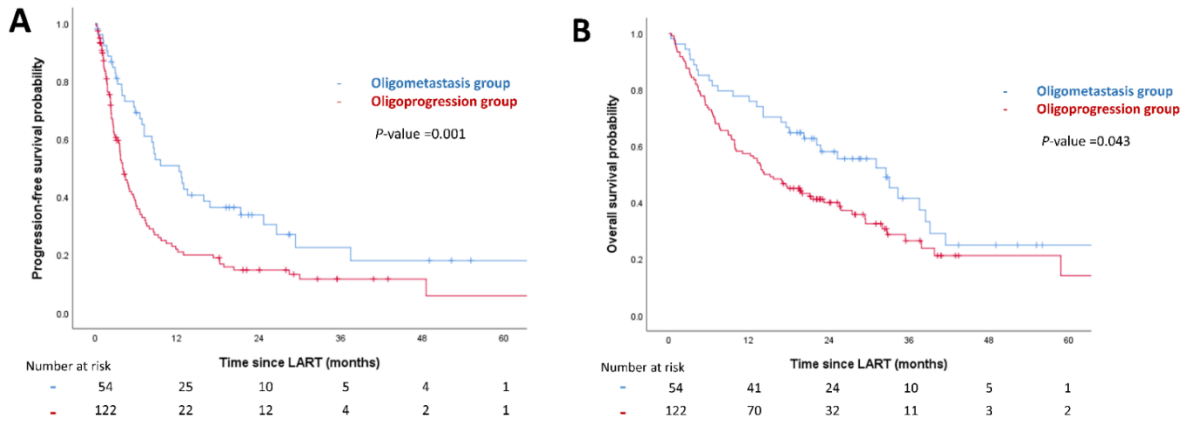 A
Progression-free survival probability
1.0
0.8
0.6
0.4
0.2
0.0
Oligometastasis group
Oligoprogression group
P-value =0.001
0 12 24 36 48 60
Time since LART (months)
Number at risk
54 25 10 5 4 1
122 22 12 4 2 1
B
Overall survival probability
1.0
0.8
0.6
0.4
0.2
0.0
Oligometastasis group
Oligoprogression group
P-value =0.043
0 12 24 36 48 60
Time since LART (months)
Number at risk
54 41 24 10 5 1
122 70 32 11 3 2